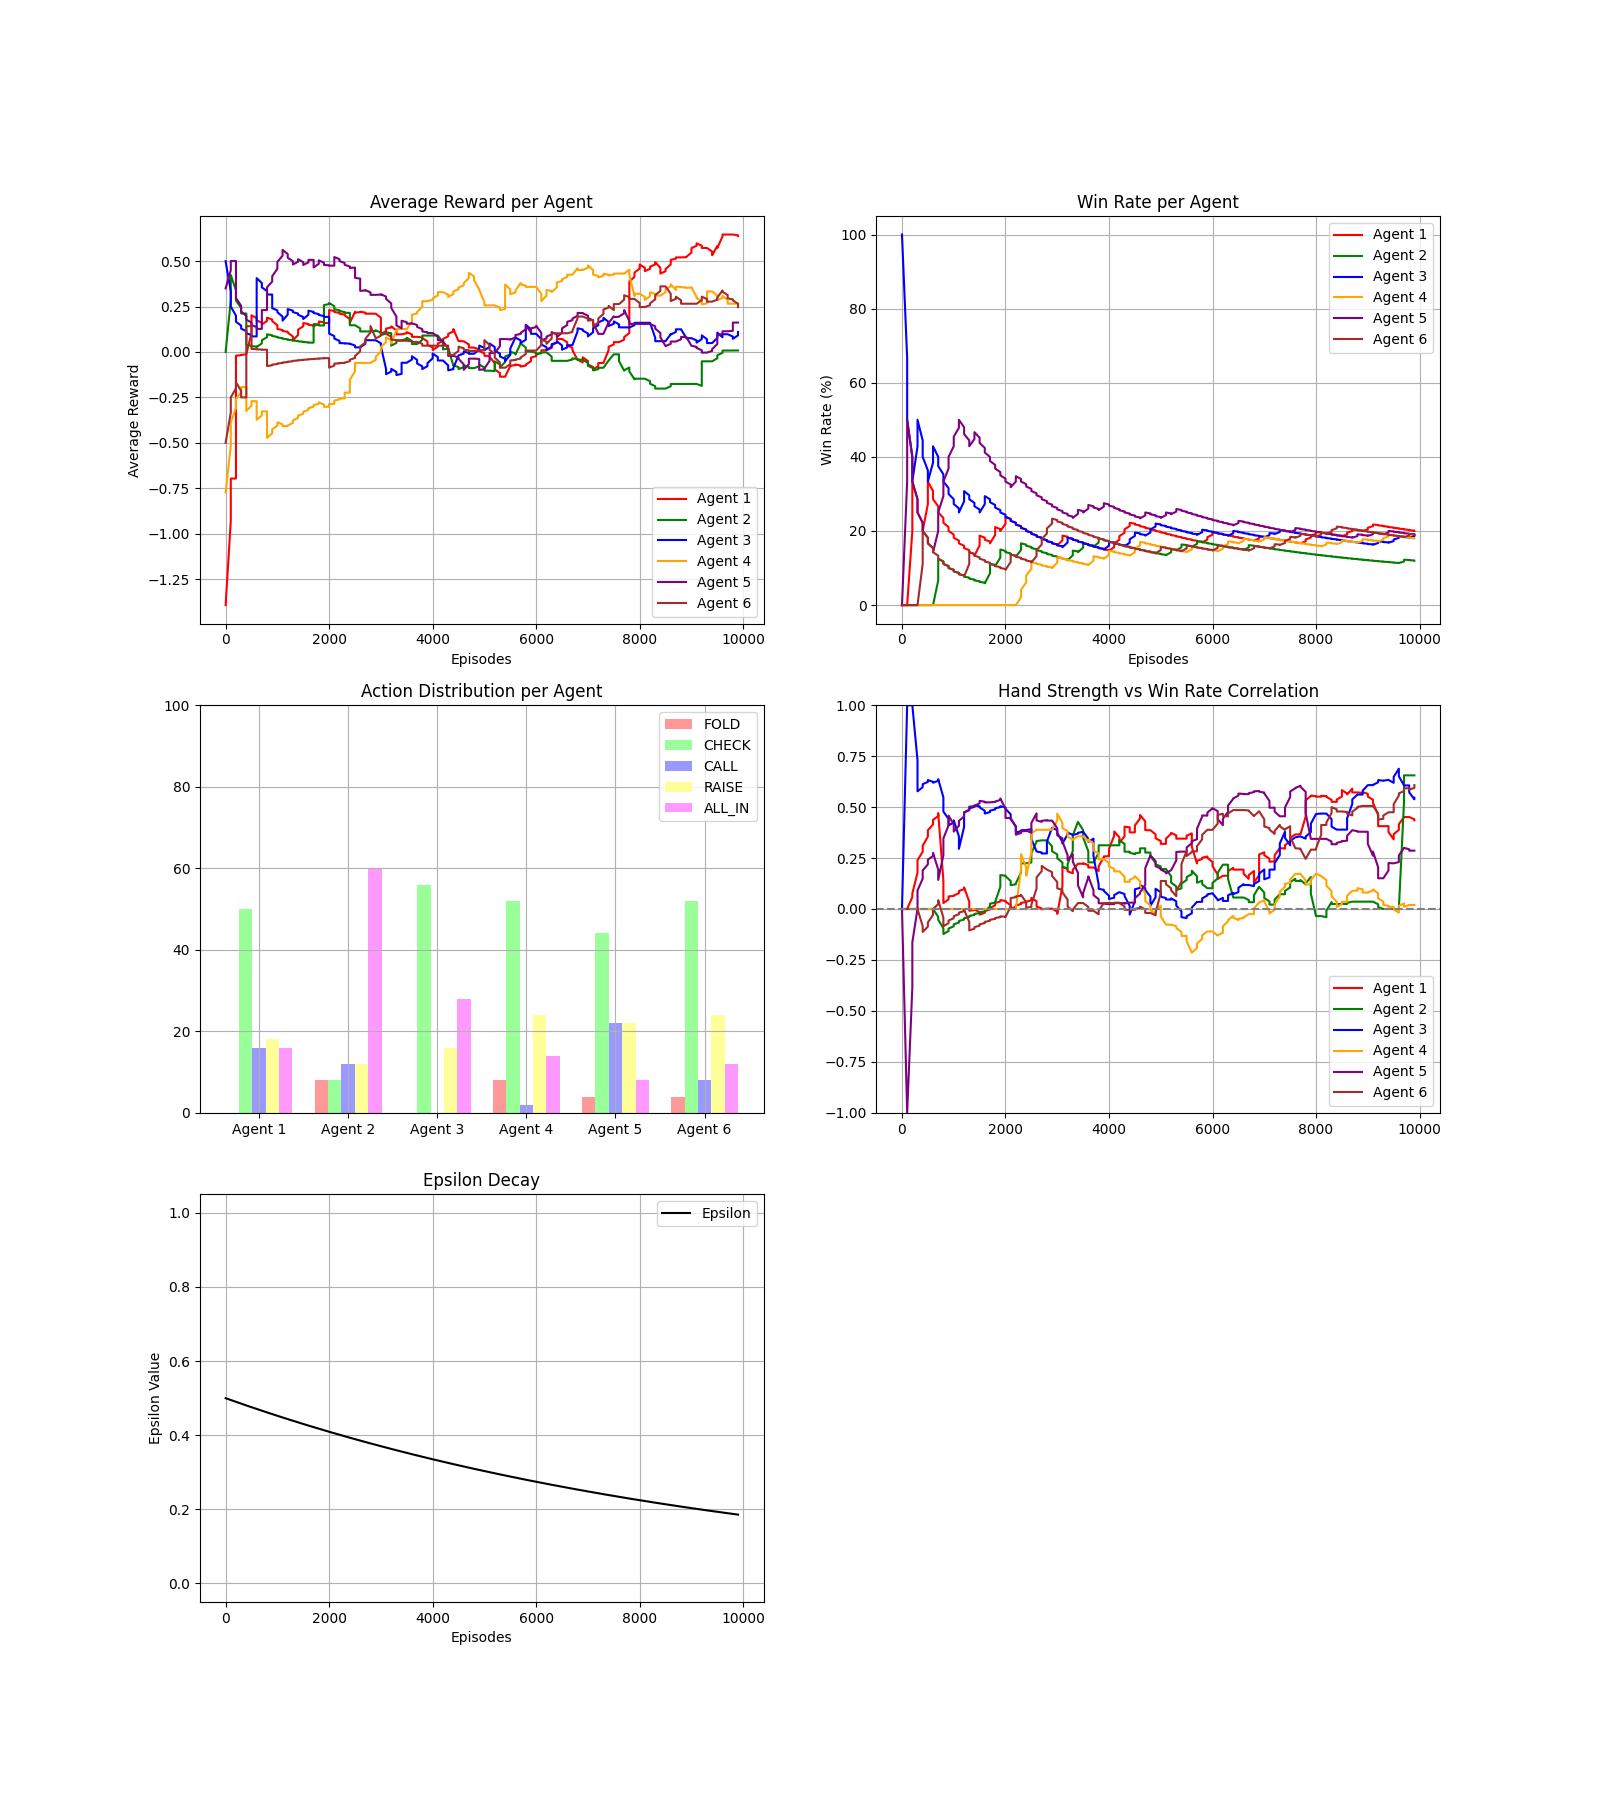 Average Reward per Agent
Average Reward
0.50
0.25
0.00
−0.25
−0.50
−0.75
−1.00
−1.25
0 2000 4000 6000 8000 10000
Episodes
Agent 1
Agent 2
Agent 3
Agent 4
Agent 5
Agent 6
Win Rate per Agent
Win Rate (%)
100
80
60
40
20
0
0 2000 4000 6000 8000 10000
Episodes
Agent 1
Agent 2
Agent 3
Agent 4
Agent 5
Agent 6
Action Distribution per Agent
100
80
60
40
20
0
Agent 1 Agent 2 Agent 3 Agent 4 Agent 5 Agent 6
FOLD
CHECK
CALL
RAISE
ALL_IN
Hand Strength vs Win Rate Correlation
1.00
0.75
0.50
0.25
0.00
−0.25
−0.50
−0.75
−1.00
0 2000 4000 6000 8000 10000
Agent 1
Agent 2
Agent 3
Agent 4
Agent 5
Agent 6
Epsilon Decay
Epsilon Value
1.0
0.8
0.6
0.4
0.2
0.0
0 2000 4000 6000 8000 10000
Episodes
Epsilon